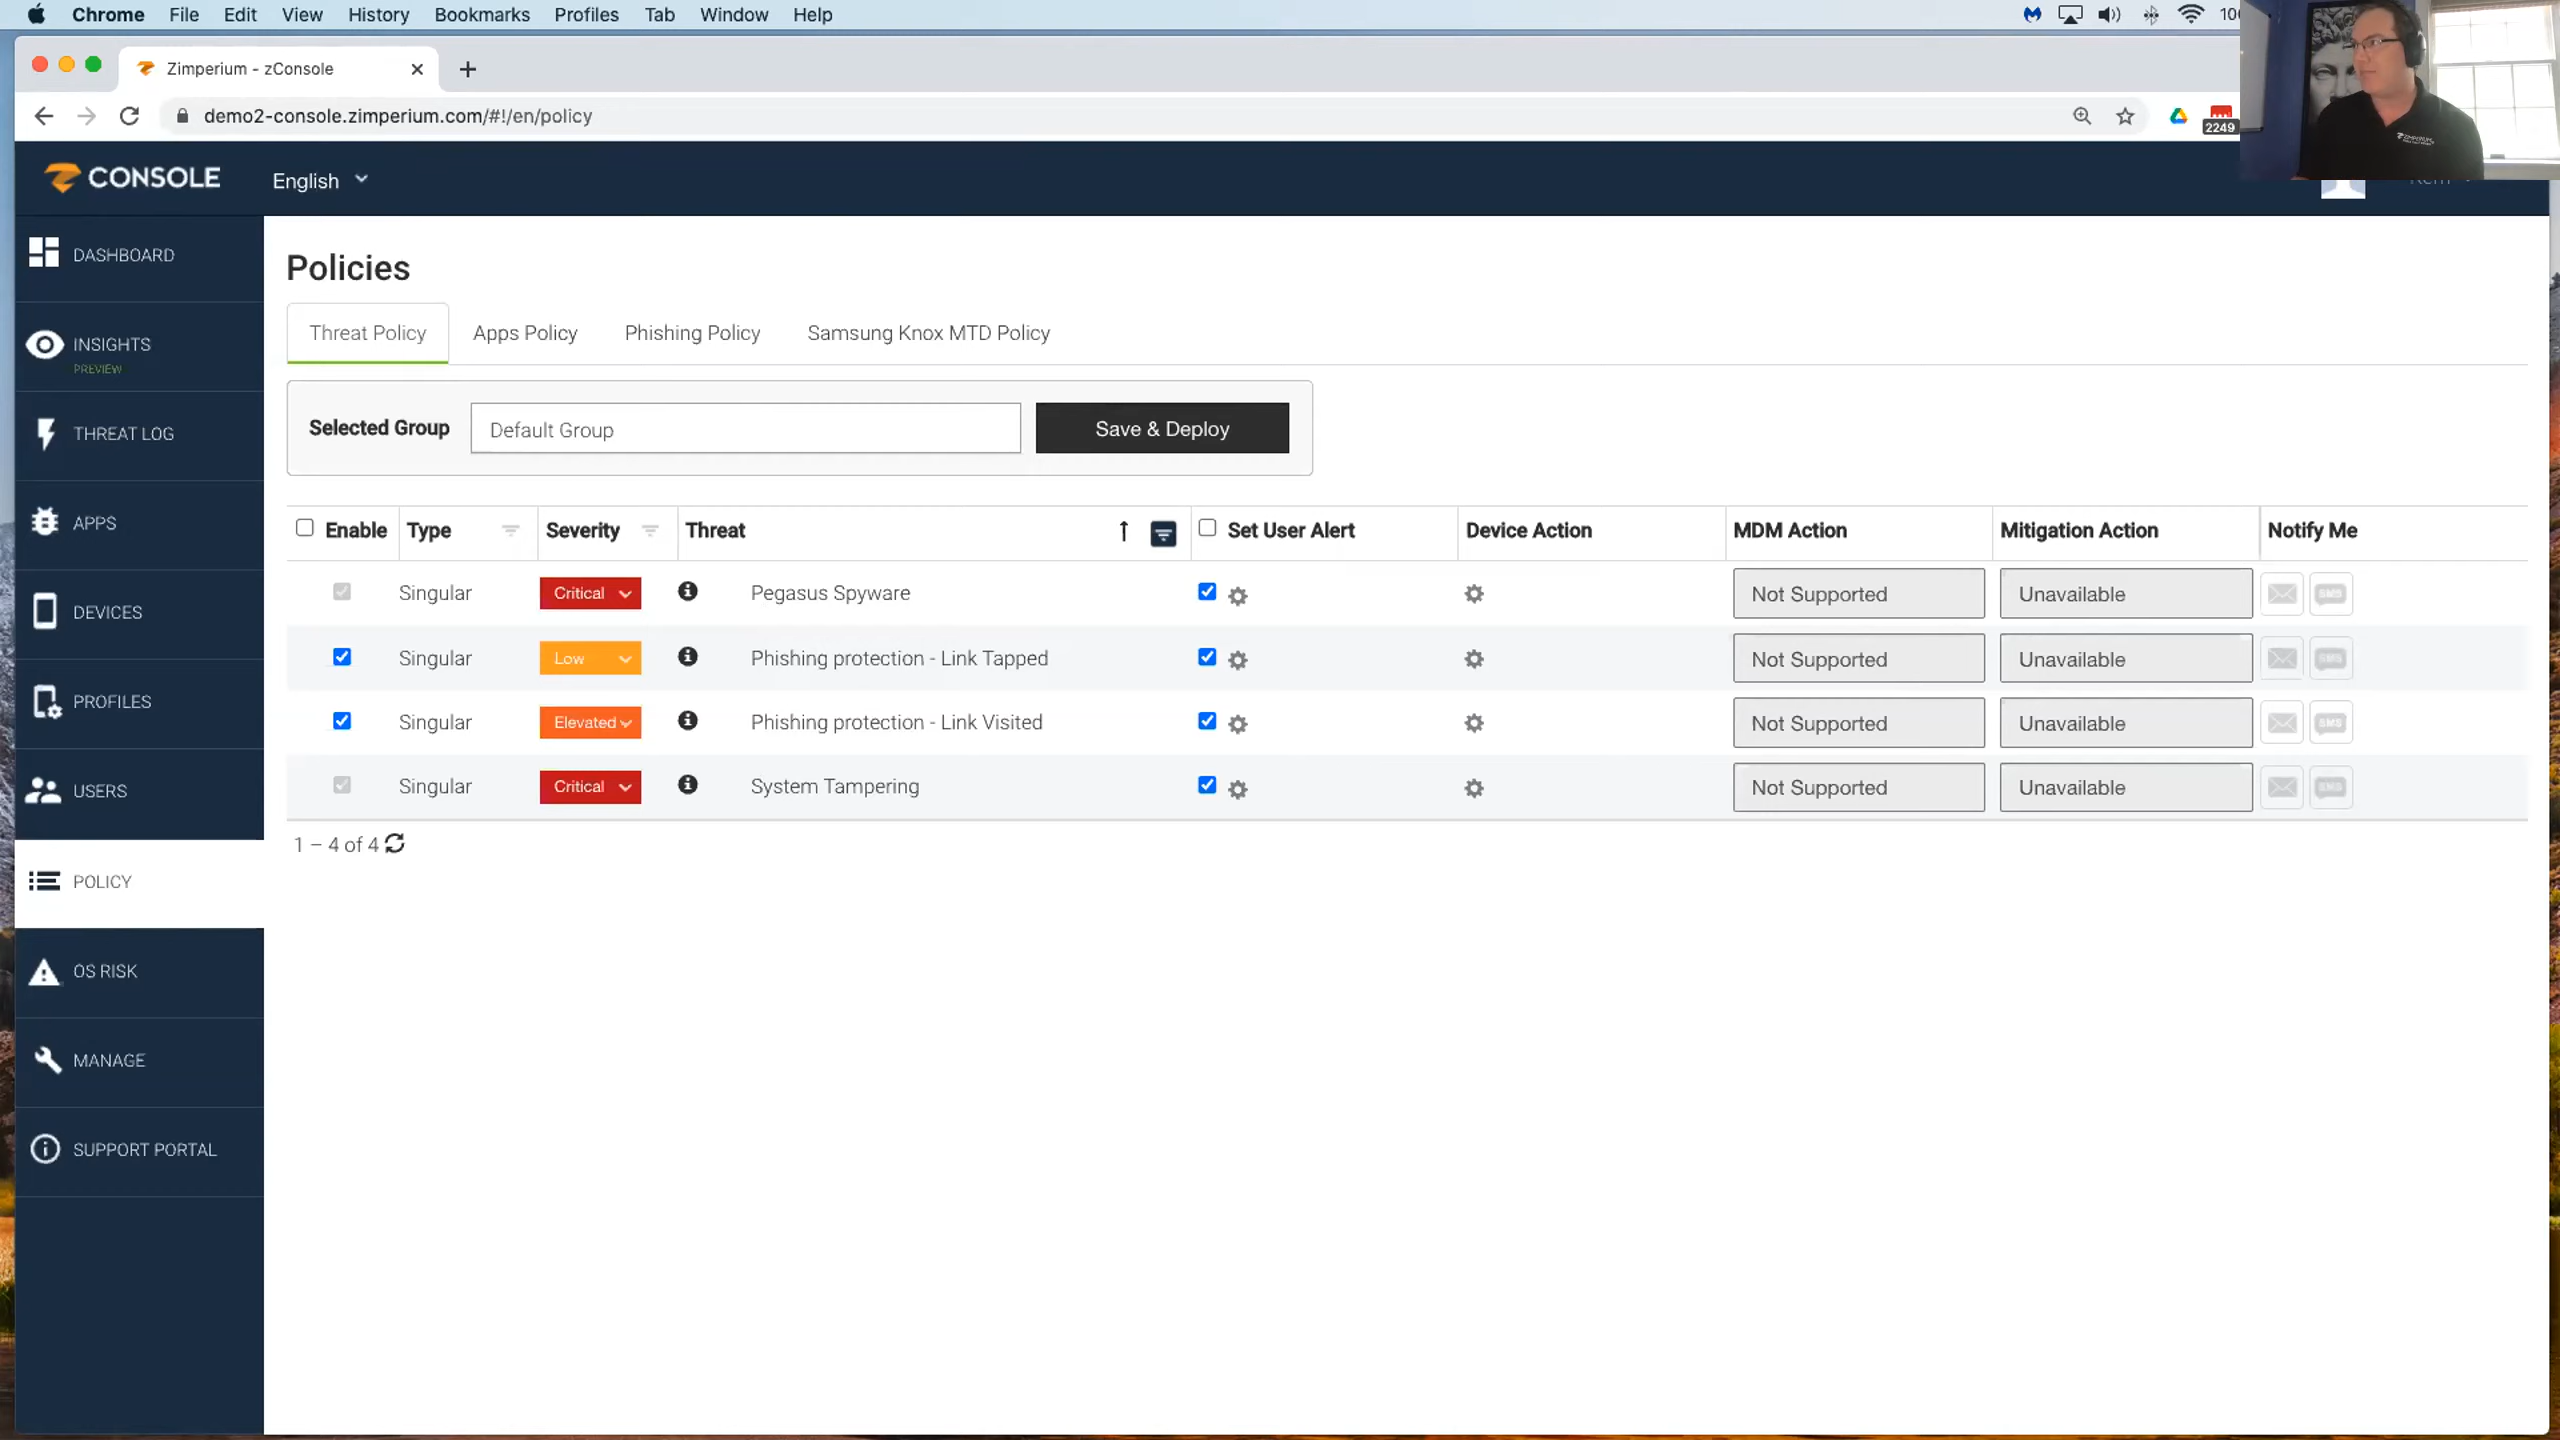 Chrome File Edit View History Bookmarks Profiles Tab Window Help
Zimperium - zConsole
demo2-console.zimperium.com/#!/en/policy
2249
CONSOLE English
DASHBOARD
INSIGHTS
PREVIEW
THREAT LOG
APPS
DEVICES
PROFILES
USERS
POLICY
OS RISK
MANAGE
SUPPORT PORTAL
Policies
Threat Policy Apps Policy Phishing Policy Samsung Knox MTD Policy
Selected Group Default Group Save & Deploy
Enable Type Severity Threat Set User Alert Device Action MDM Action Mitigation Action Notify Me
Singular Critical Pegasus Spyware Not Supported Unavailable SMS
Singular Low Phishing protection - Link Tapped Not Supported Unavailable SMS
Singular Elevated Phishing protection - Link Visited Not Supported Unavailable SMS
Singular Critical System Tampering Not Supported Unavailable SMS
1 – 4 of 4